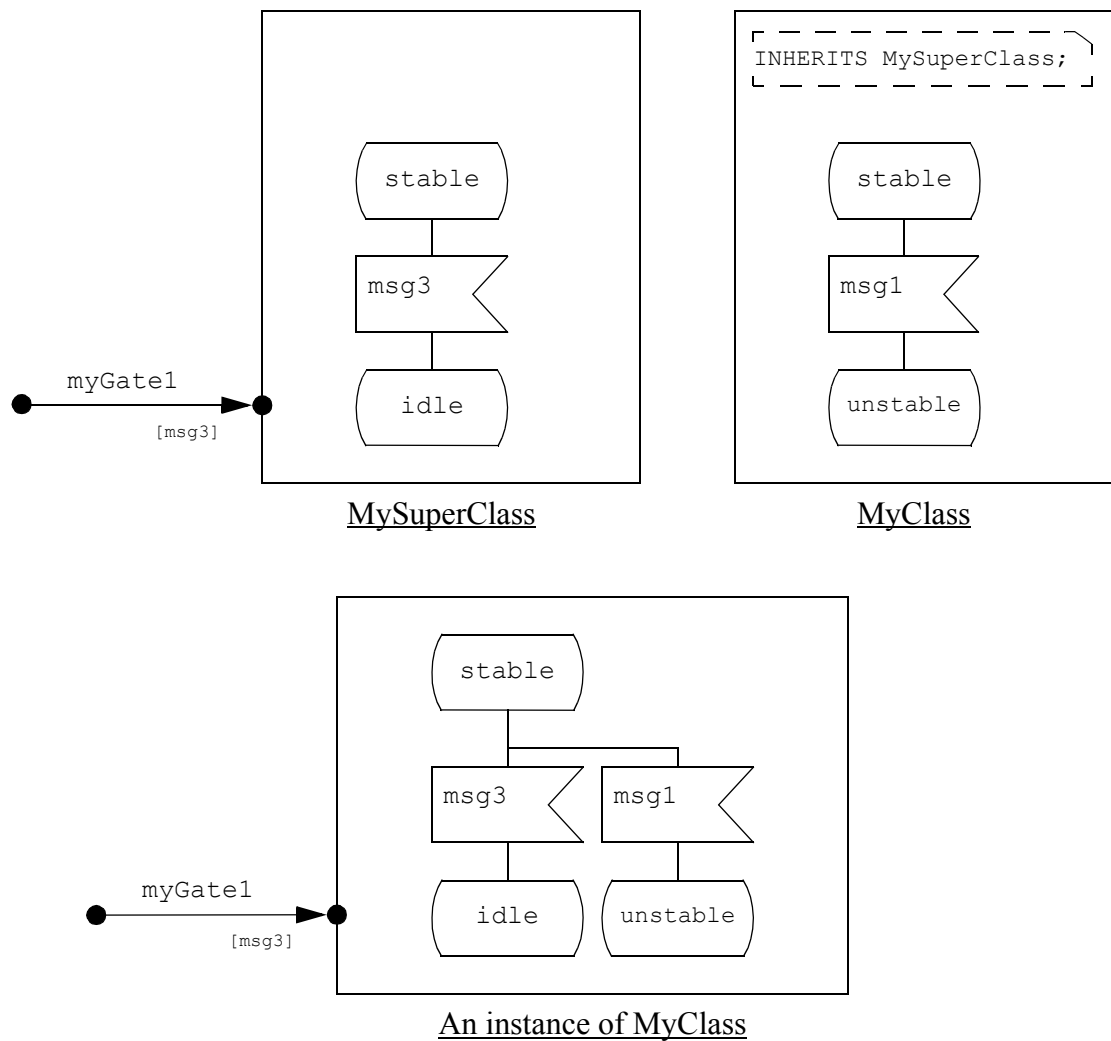 INHERITS MySuperClass;
stable
msg3
idle
myGate1
[msg3]
MySuperClass
stable
msg1
unstable
MyClass
stable
msg3
msg1
idle
unstable
myGate1
[msg3]
An instance of MyClass